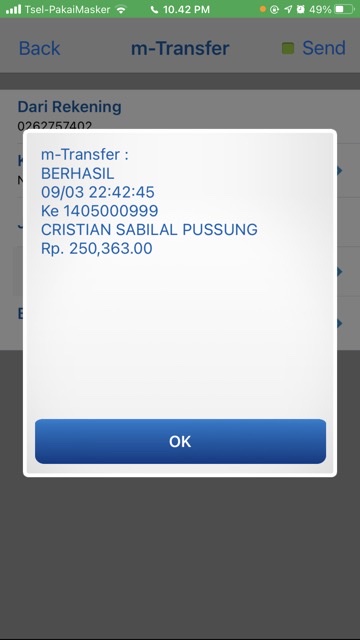 Tsel-PakaiMasker 10.42 PM 49%
Back m-Transfer Send
Dari Rekening
0262757402
m-Transfer :
BERHASIL
09/03 22:42:45
Ke 1405000999
CRISTIAN SABILAL PUSSUNG
Rp. 250,363.00
OK